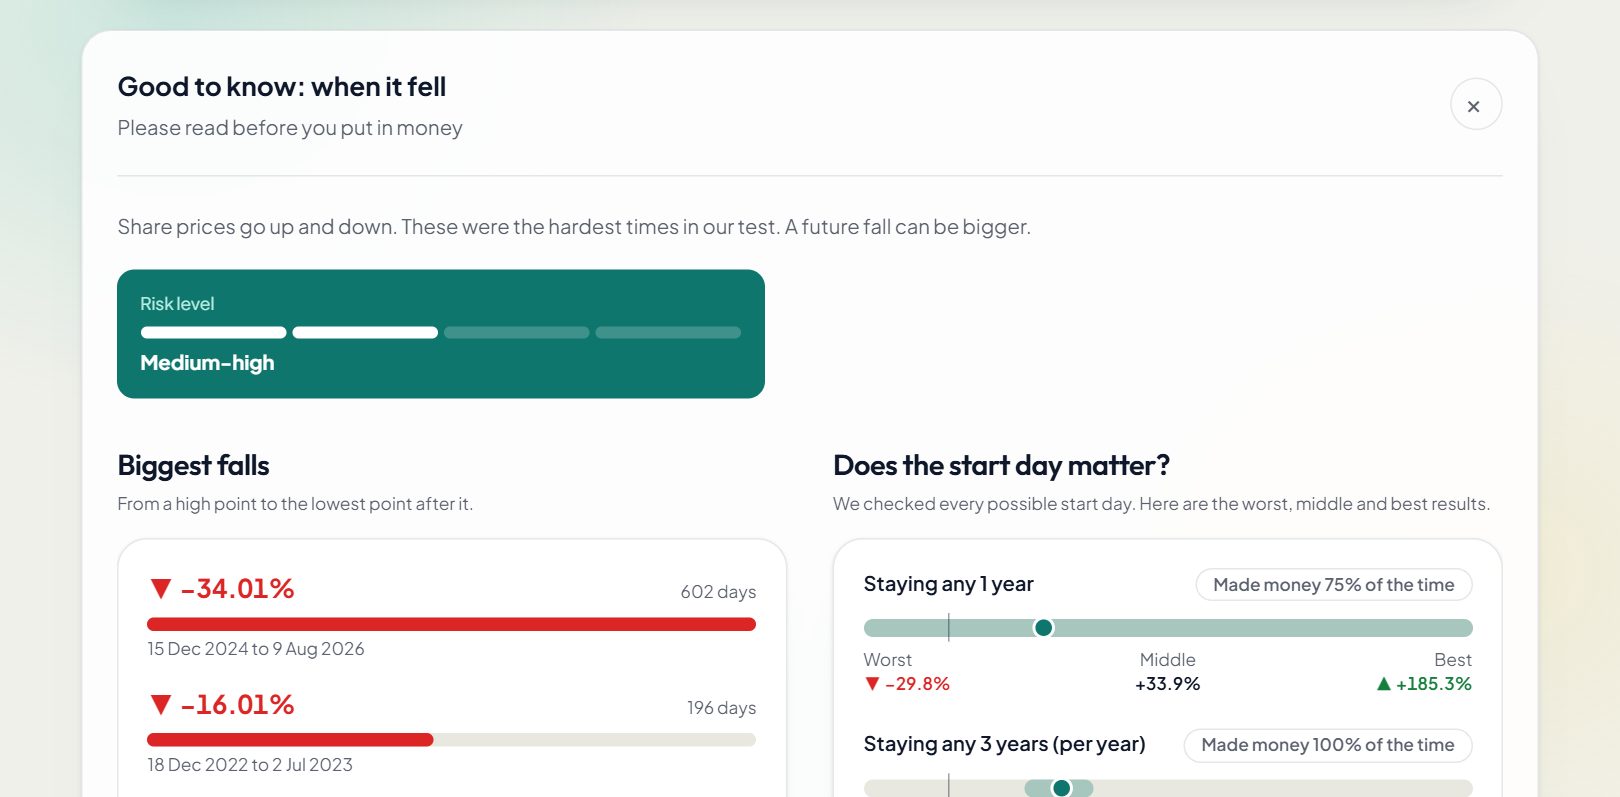 Good to know: when it fell
Please read before you put in money
×
Share prices go up and down. These were the hardest times in our test. A future fall can be bigger.
Risk level
Medium-high
Biggest falls
From a high point to the lowest point after it.
▼ -34.01%
602 days
15 Dec 2024 to 9 Aug 2026
▼ -16.01%
196 days
18 Dec 2022 to 2 Jul 2023
Does the start day matter?
We checked every possible start day. Here are the worst, middle and best results.
Staying any 1 year
Made money 75% of the time
Worst
▼ -29.8%
Middle
+33.9%
Best
▲ +185.3%
Staying any 3 years (per year)
Made money 100% of the time